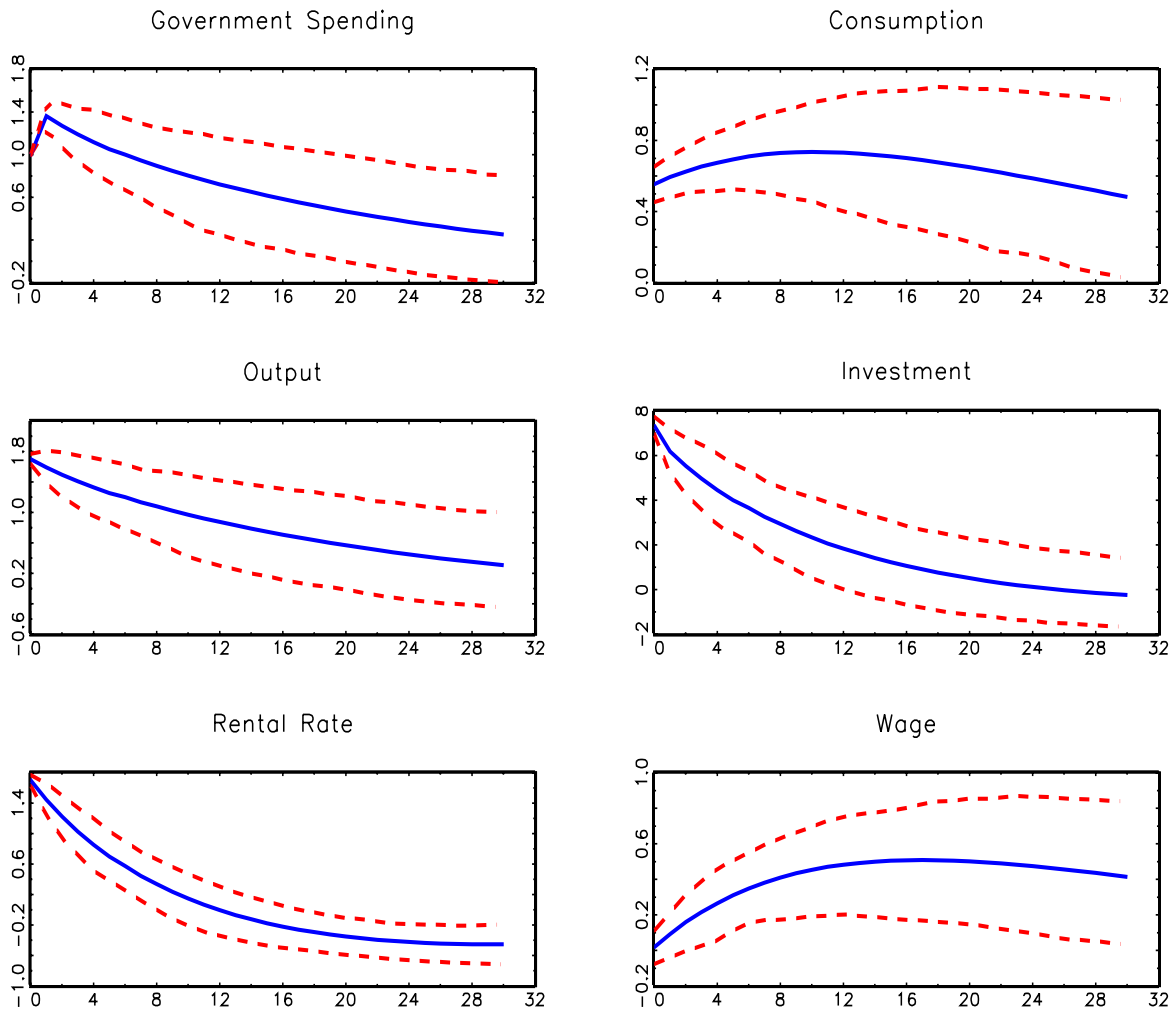 Government Spending
1.8
1.4
1.0
0.6
-0.2
0 4 8 12 16 20 24 28 32
Consumption
1.2
0.8
0.4
0.0
0 4 8 12 16 20 24 28 32
Output
1.8
1.0
0.2
-0.6
0 4 8 12 16 20 24 28 32
Investment
8
6
4
2
0
-2
0 4 8 12 16 20 24 28 32
Rental Rate
1.4
0.6
-0.2
-1.0
0 4 8 12 16 20 24 28 32
Wage
1.0
0.6
0.2
-0.2
0 4 8 12 16 20 24 28 32